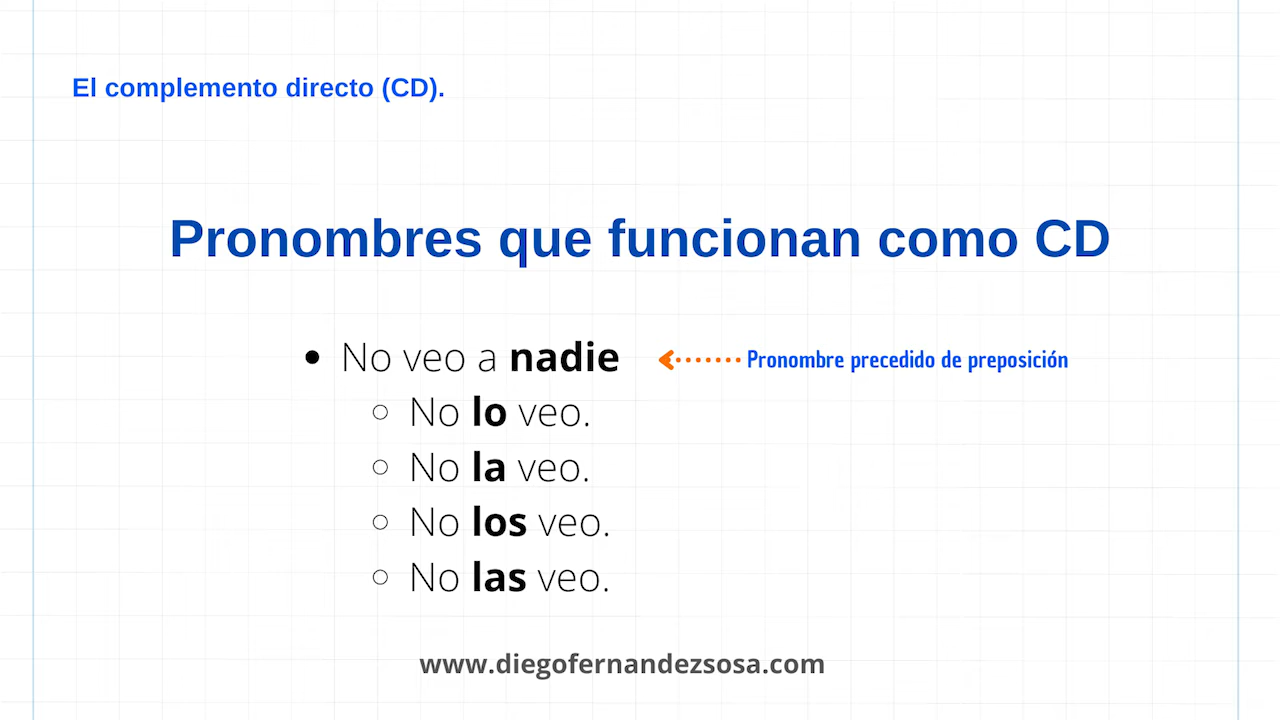 El complemento directo (CD).
Pronombres que funcionan como CD
• No veo a nadie
Pronombre precedido de preposición
○ No lo veo.
○ No la veo.
○ No los veo.
○ No las veo.
www.diegofernandezsosa.com